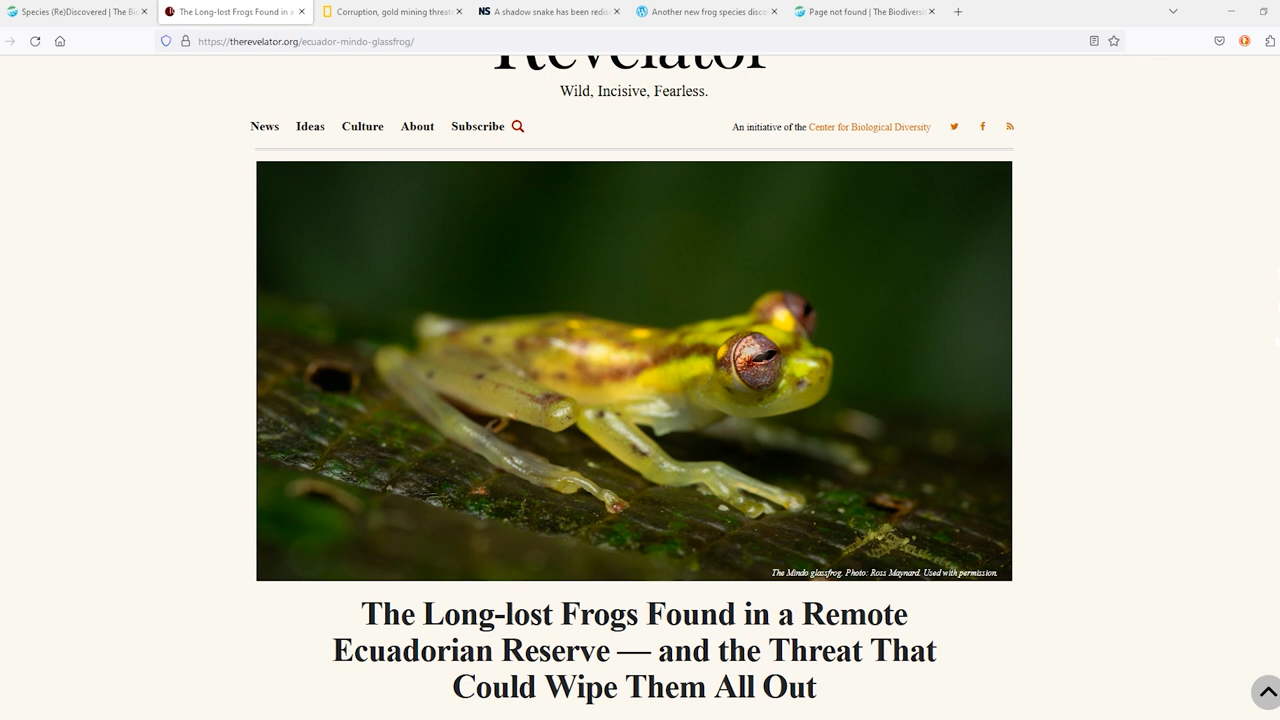 Species (Re)Discovered | The Bi
The Long-lost Frogs Found in a
Corruption, gold mining threat
NS A shadow snake has been redis
Another new frog species disco
Page not found | The Biodiversi
https://therevelator.org/ecuador-mindo-glassfrog/
Revelator
Wild, Incisive, Fearless.
News Ideas Culture About Subscribe
An initiative of the Center for Biological Diversity
The Mindo glassfrog. Photo: Ross Maynard. Used with permission.
The Long-lost Frogs Found in a Remote
Ecuadorian Reserve — and the Threat That
Could Wipe Them All Out